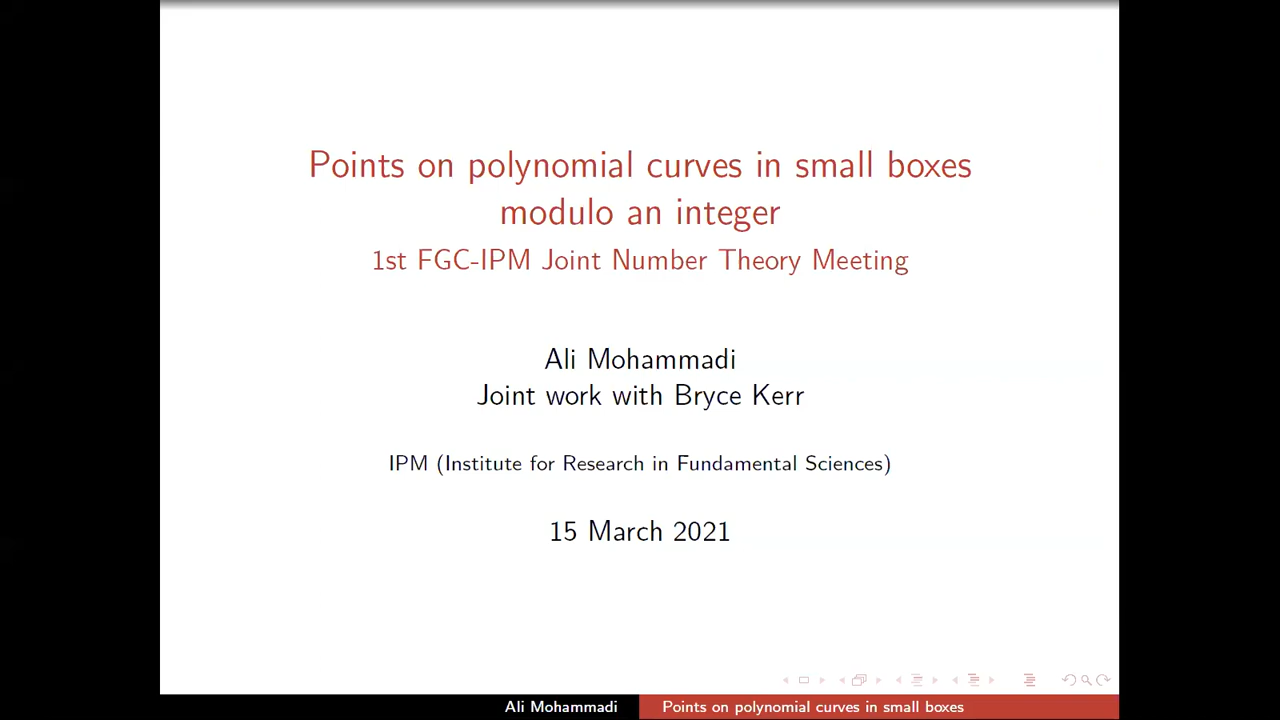 Points on polynomial curves in small boxes
modulo an integer
1st FGC-IPM Joint Number Theory Meeting
Ali Mohammadi
Joint work with Bryce Kerr
IPM (Institute for Research in Fundamental Sciences)
15 March 2021
Ali Mohammadi
Points on polynomial curves in small boxes